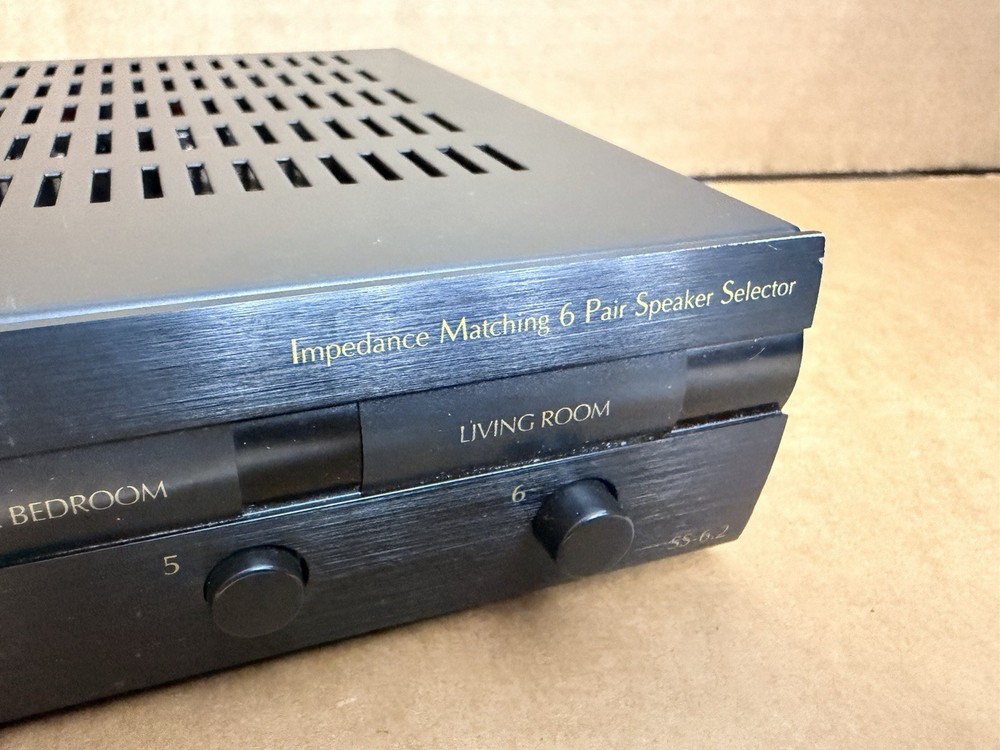 Impedance Matching 6 Pair Speaker Selector
LIVING ROOM
BEDROOM
6
5
SS-6.2